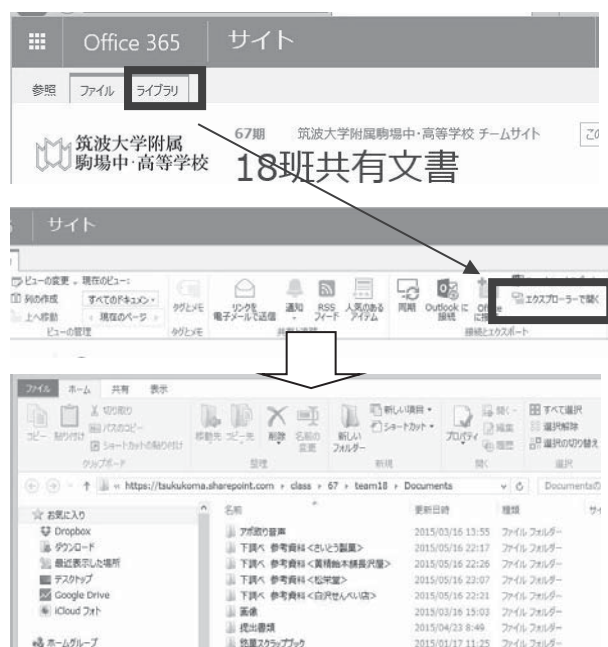 Office 365 サイト
参照 ファイル ライブラリ
筑波大学附属
駒場中・高等学校
67期 筑波大学附属駒場中・高等学校 チームサイト
18班共有文書
サイト
ビューの変更 現在のビュー:
列の作成 すべてのドキュメン
上へ移動 現在のページ
ビューの管理
タグとメモ
タグとメモ
リンクを
電子メールで送信
通知
RSS
フィード
人気のある
アイテム
同期
Outlook に
接続
エクスプローラーで開く
接続とエクスポート
ファイル ホーム 共有 表示
コピー 貼り付け
切り取り
パスのコピー
ショートカットの貼り付け
クリップボード
移動先 コピー先 削除 名前の
変更
整理
新しい
フォルダー
新しい項目
ショートカット
新規
プロパティ
開く
編集
履歴
開く
すべて選択
選択解除
選択の切り替え
選択
« https://tsukukoma.sharepoint.com › class › 67 › team18 › Documents
名前 更新日時 種類
お気に入り
Dropbox
ダウンロード
最近表示した場所
デスクトップ
Google Drive
iCloud フォト
ホームグループ
アポ取り音声 2015/03/16 13:55 ファイル フォルダー
下調べ 参考資料<さいとう製菓> 2015/05/16 22:17 ファイル フォルダー
下調べ 参考資料<黄精飴本舗長沢屋> 2015/05/16 22:26 ファイル フォルダー
下調べ 参考資料<松栄堂> 2015/05/16 23:07 ファイル フォルダー
下調べ 参考資料<白沢せんべい店> 2015/05/16 22:21 ファイル フォルダー
画像 2015/03/16 15:03 ファイル フォルダー
提出書類 2015/04/23 8:49 ファイル フォルダー
2015/01/17 11:25 ファイル フォルダー